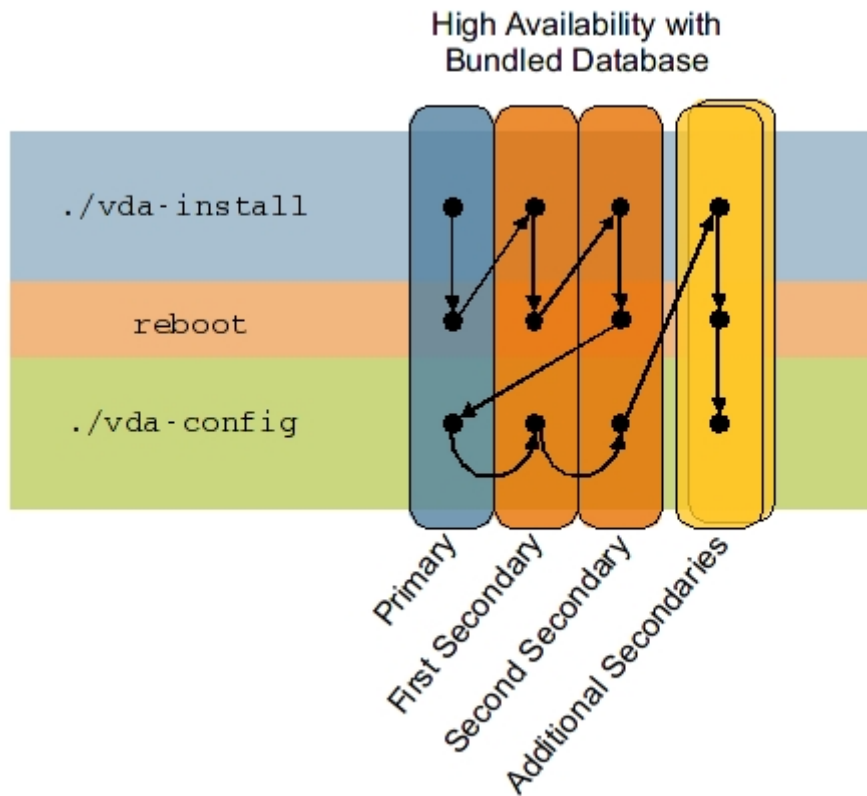 High Availability with
Bundled Database
./vda-install
reboot
./vda-config
Primary
First Secondary
Second Secondary
Additional Secondaries